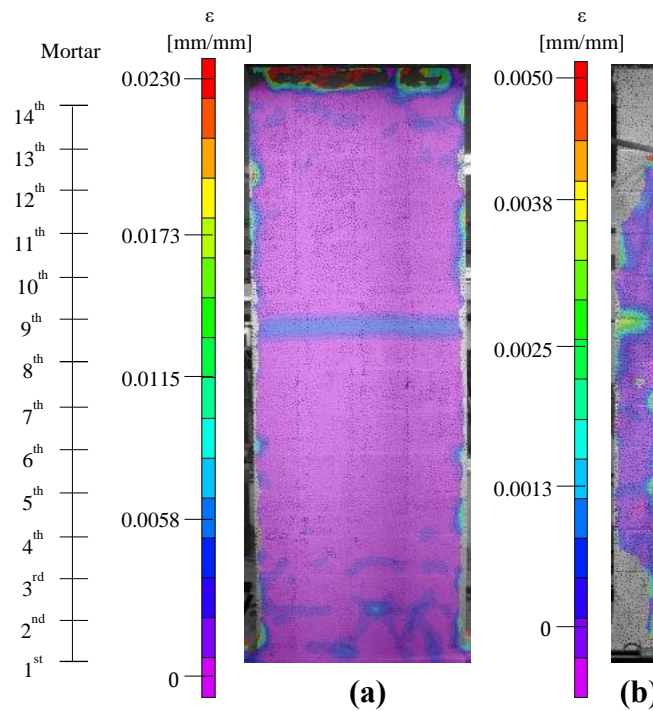 ε
[mm/mm]
Mortar
0.0230
14th
13th
12th
11th
10th
9th
8th
7th
6th
5th
4th
3rd
2nd
1st
0.0173
0.0115
0.0058
0
(a)
ε
[mm/mm]
0.0050
0.0038
0.0025
0.0013
0
(b)